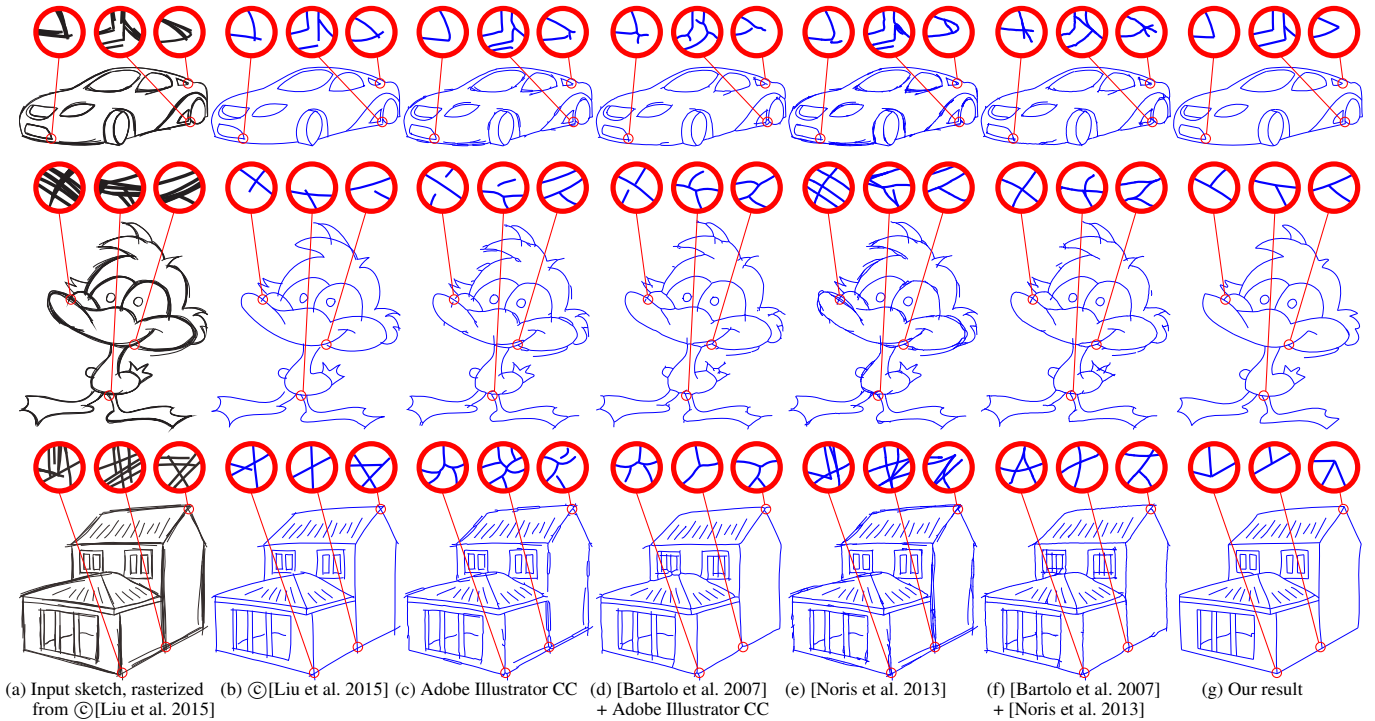 (a) Input sketch, rasterized
from ⓒ[Liu et al. 2015]
(b) ⓒ[Liu et al. 2015]
(c) Adobe Illustrator CC
(d) [Bartolo et al. 2007]
+ Adobe Illustrator CC
(e) [Noris et al. 2013]
(f) [Bartolo et al. 2007]
+ [Noris et al. 2013]
(g) Our result